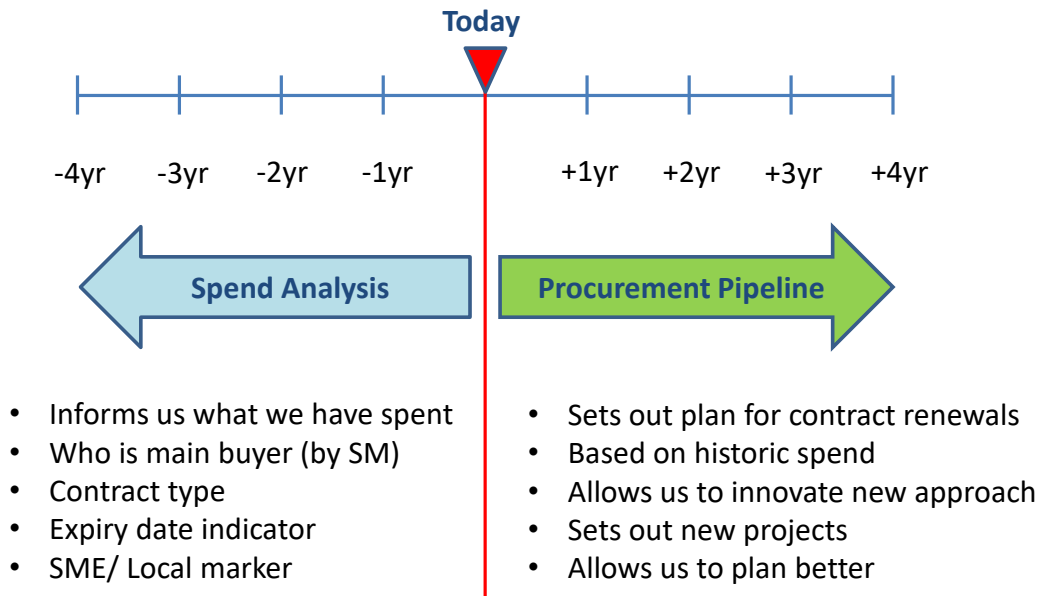 Today
-4yr -3yr -2yr -1yr +1yr +2yr +3yr +4yr
Spend Analysis
Procurement Pipeline
• Informs us what we have spent
• Who is main buyer (by SM)
• Contract type
• Expiry date indicator
• SME/ Local marker
• Sets out plan for contract renewals
• Based on historic spend
• Allows us to innovate new approach
• Sets out new projects
• Allows us to plan better